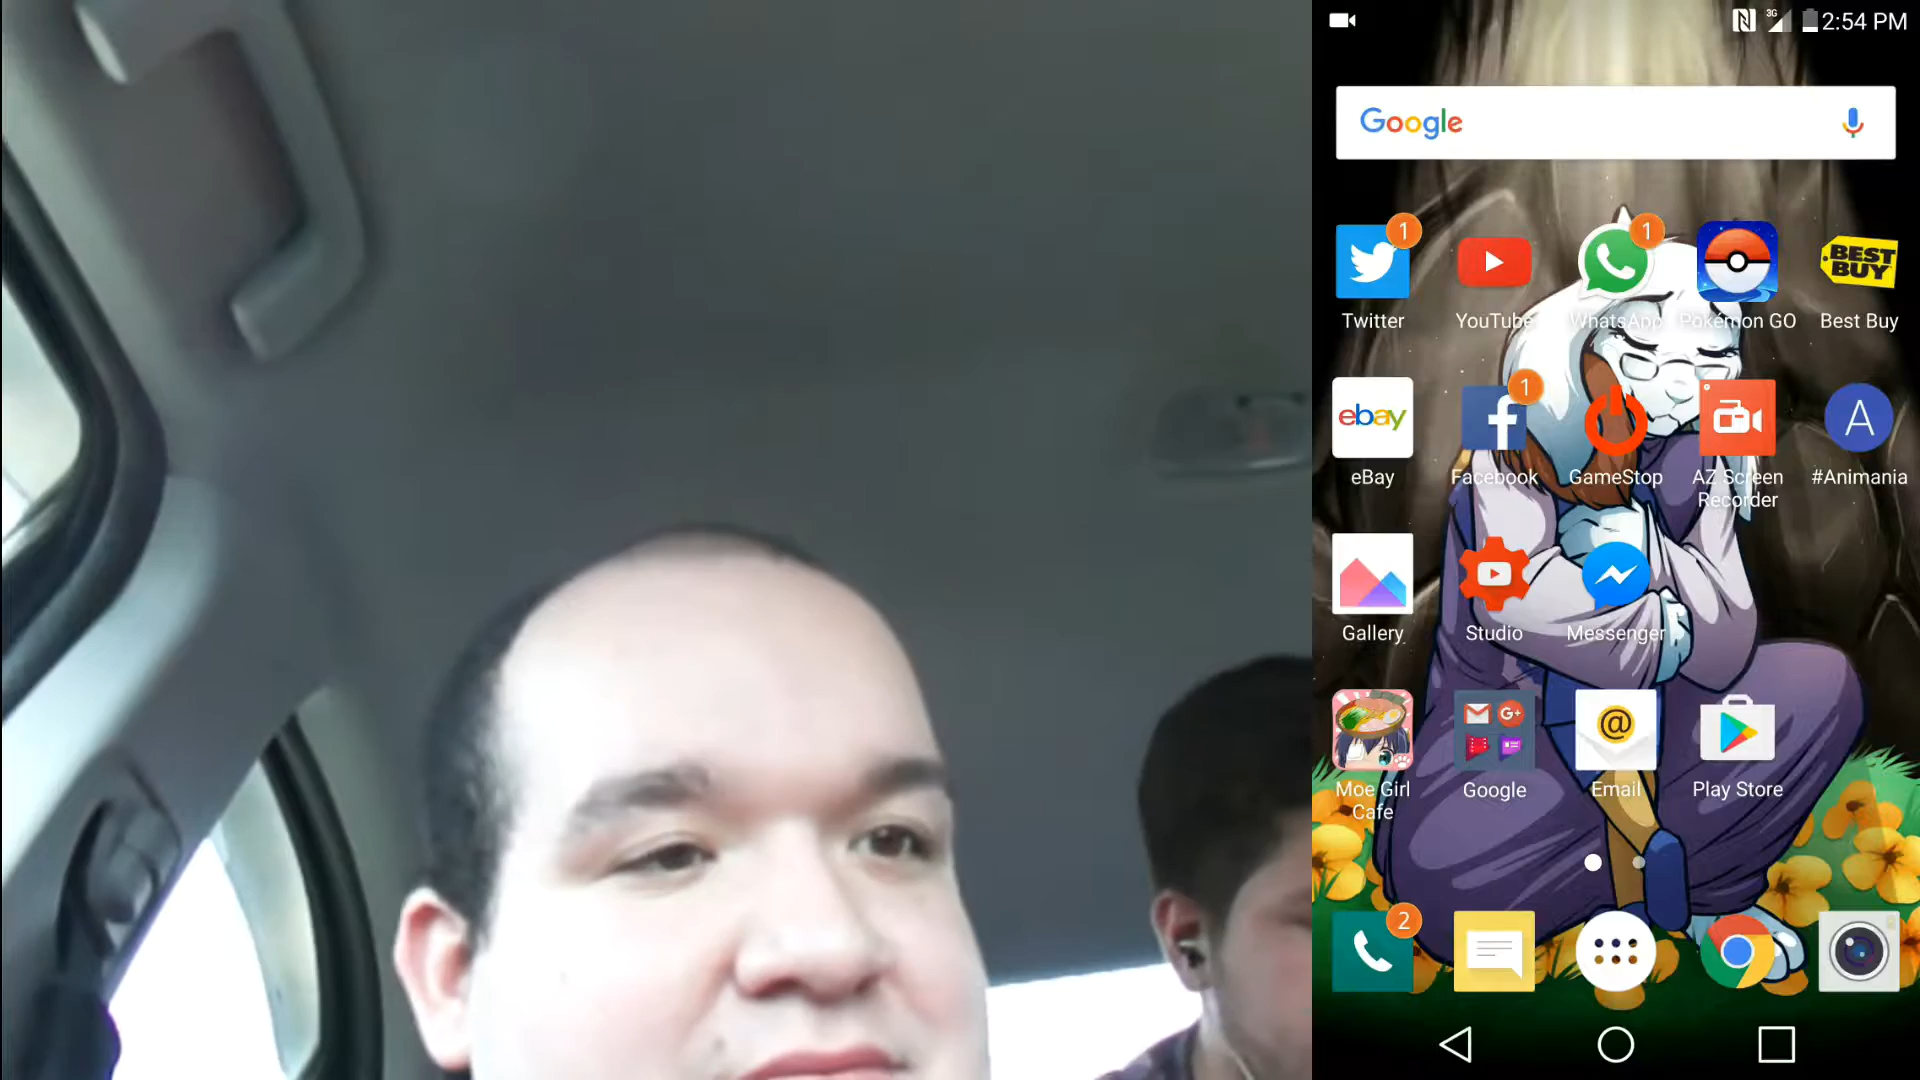 3G
2:54 PM
Google
1
1
BEST
BUY
Twitter
YouTube
WhatsApp
Pokémon GO
Best Buy
ebay
1
A
eBay
Facebook
GameStop
AZ Screen
Recorder
#Animania
Gallery
Studio
Messenger
G+
@
Moe Girl
Cafe
Google
Email
Play Store
2